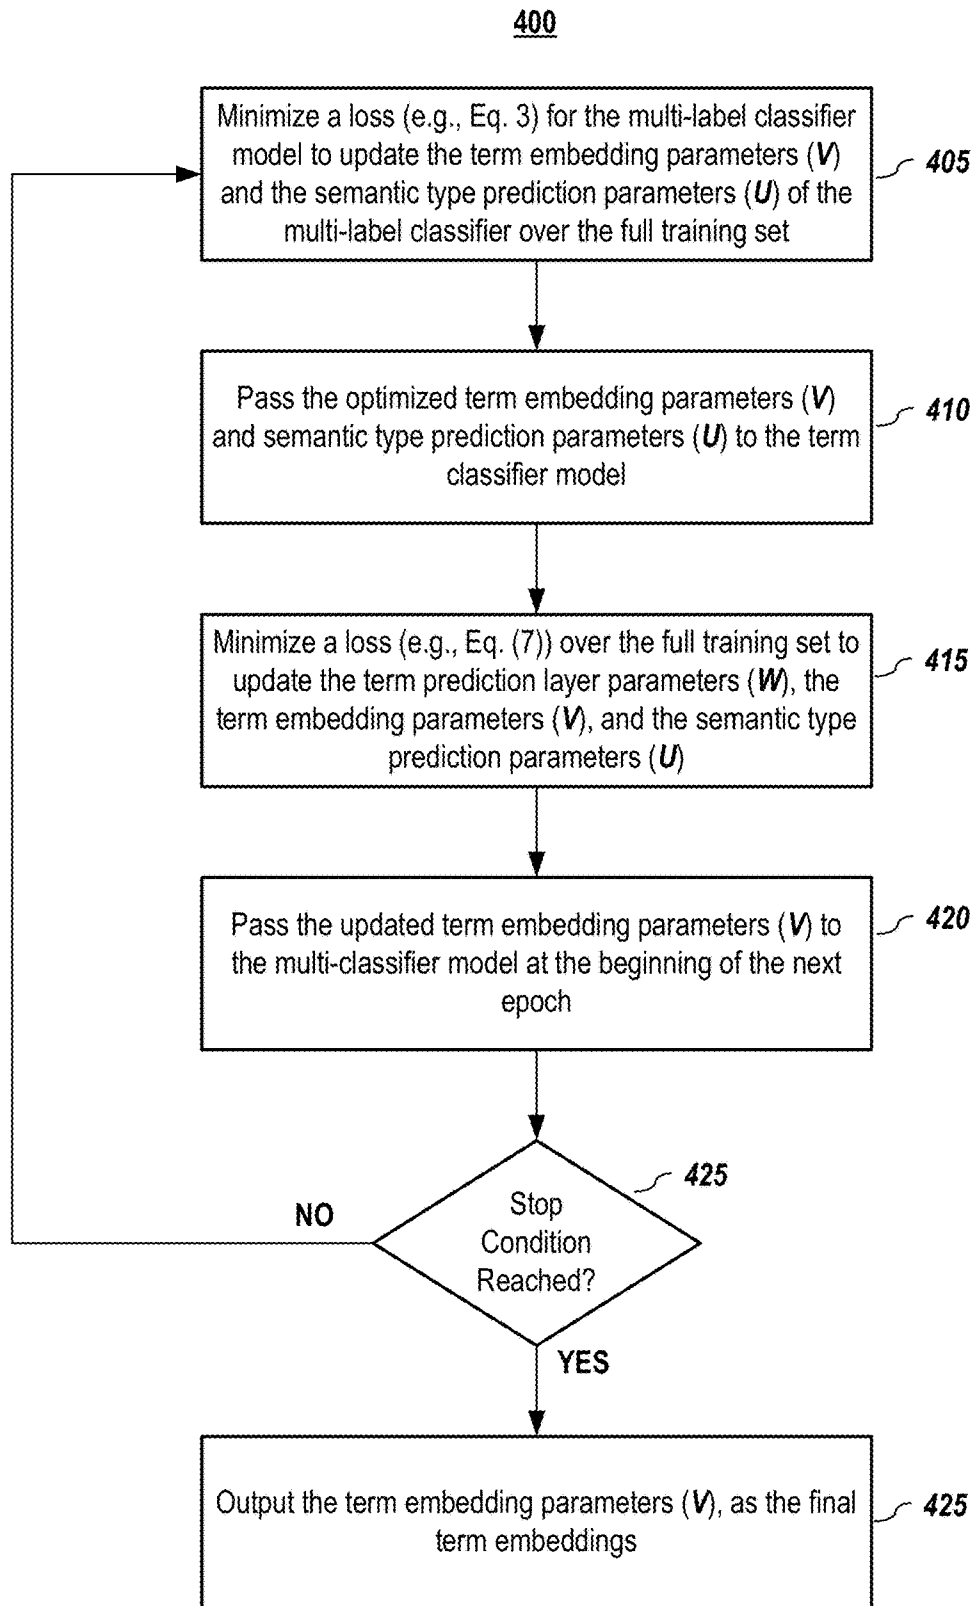 400
Minimize a loss (e.g., Eq. 3) for the multi-label classifier
model to update the term embedding parameters (V)
and the semantic type prediction parameters (U) of the
multi-label classifier over the full training set
405
Pass the optimized term embedding parameters (V)
and semantic type prediction parameters (U) to the term
classifier model
410
Minimize a loss (e.g., Eq. (7)) over the full training set to
update the term prediction layer parameters (W), the
term embedding parameters (V), and the semantic type
prediction parameters (U)
415
Pass the updated term embedding parameters (V) to
the multi-classifier model at the beginning of the next
epoch
420
Stop
Condition
Reached?
425
NO
YES
Output the term embedding parameters (V), as the final
term embeddings
425